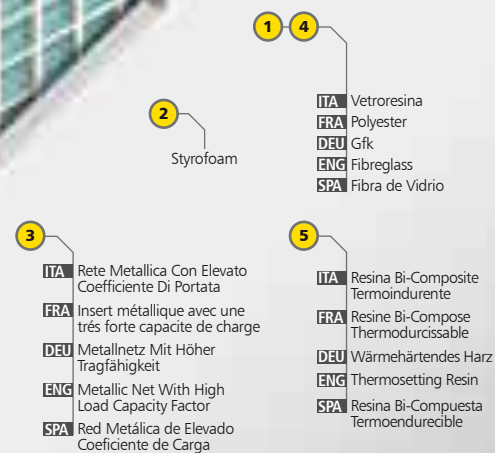 1 4
ITA Vetroresina
FRA Polyester
DEU Gfk
ENG Fibreglass
SPA Fibra de Vidrio
2
Styrofoam
3
ITA Rete Metallica Con Elevato
Coefficiente Di Portata
FRA Insert métallique avec une
trés forte capacite de charge
DEU Metallnetz Mit Höher
Tragfähigkeit
ENG Metallic Net With High
Load Capacity Factor
SPA Red Metálica de Elevado
Coeficiente de Carga
5
ITA Resina Bi-Composite
Termoindurente
FRA Resine Bi-Compose
Thermodurcissable
DEU Wärmehärtendes Harz
ENG Thermosetting Resin
SPA Resina Bi-Compuesta
Termoendurecible